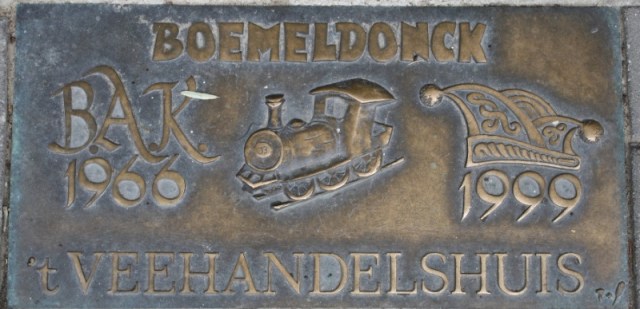 BOEMELDONCK
B.A.K.
1966
1999
't VEEHANDELSHUIS